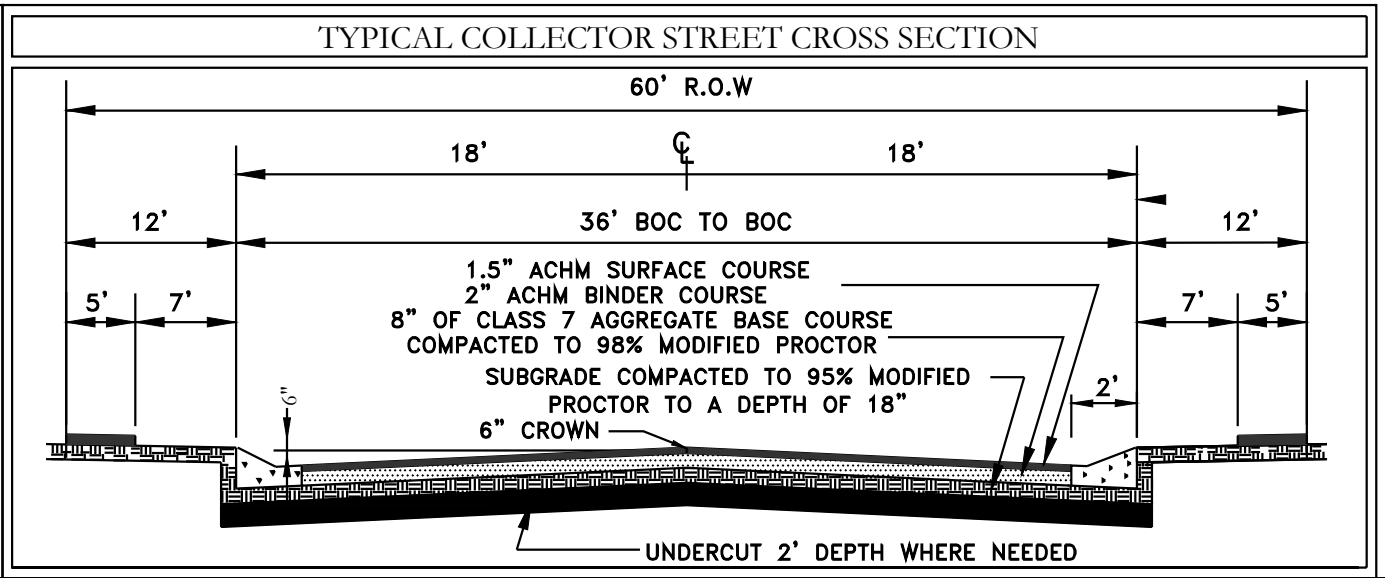 TYPICAL COLLECTOR STREET CROSS SECTION
60' R.O.W
18' ℄ 18'
12' 36' BOC TO BOC 12'
1.5" ACHM SURFACE COURSE
2" ACHM BINDER COURSE
5' 7' 7' 5'
8" OF CLASS 7 AGGREGATE BASE COURSE
COMPACTED TO 98% MODIFIED PROCTOR
SUBGRADE COMPACTED TO 95% MODIFIED
PROCTOR TO A DEPTH OF 18"
2'
6"
6" CROWN
UNDERCUT 2' DEPTH WHERE NEEDED